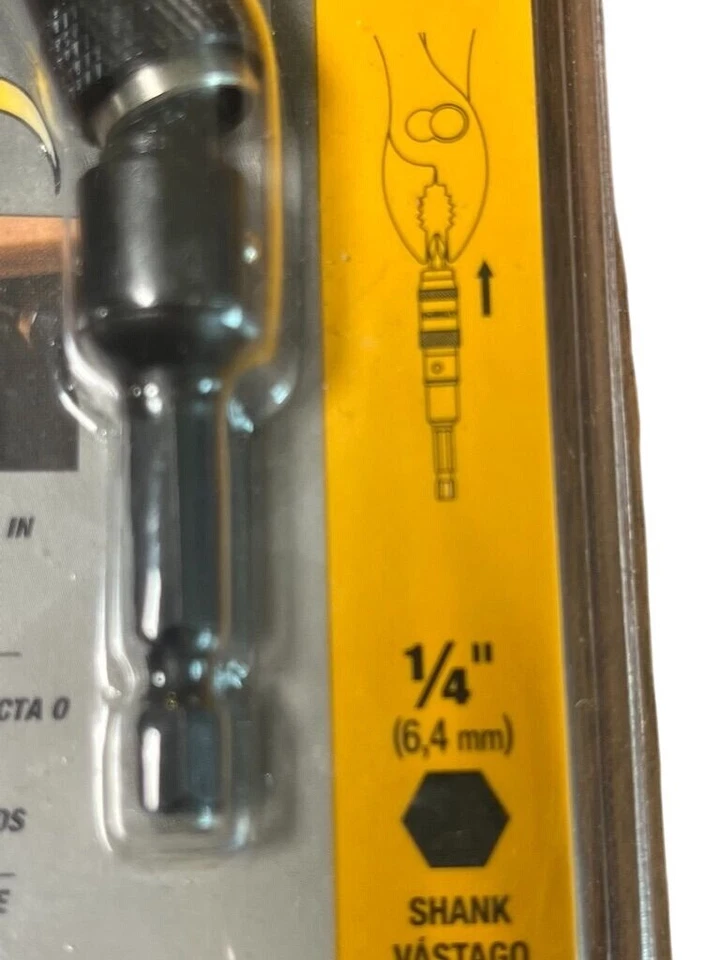 IN
CTA O
OS
E
1/4"
(6,4 mm)
SHANK
VÁSTAGO